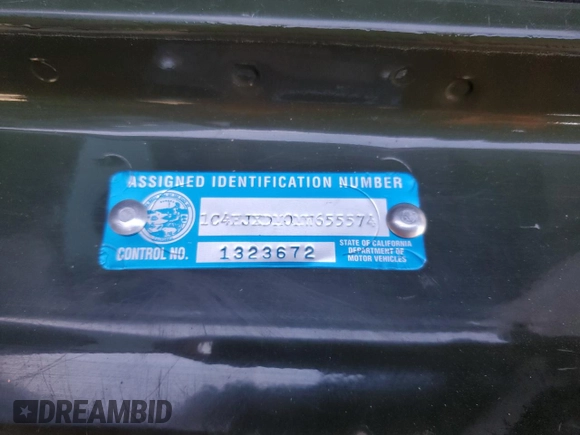 ASSIGNED IDENTIFICATION NUMBER
CONTROL NO.
1323672
STATE OF CALIFORNIA
DEPARTMENT OF
MOTOR VEHICLES
DREAMBID